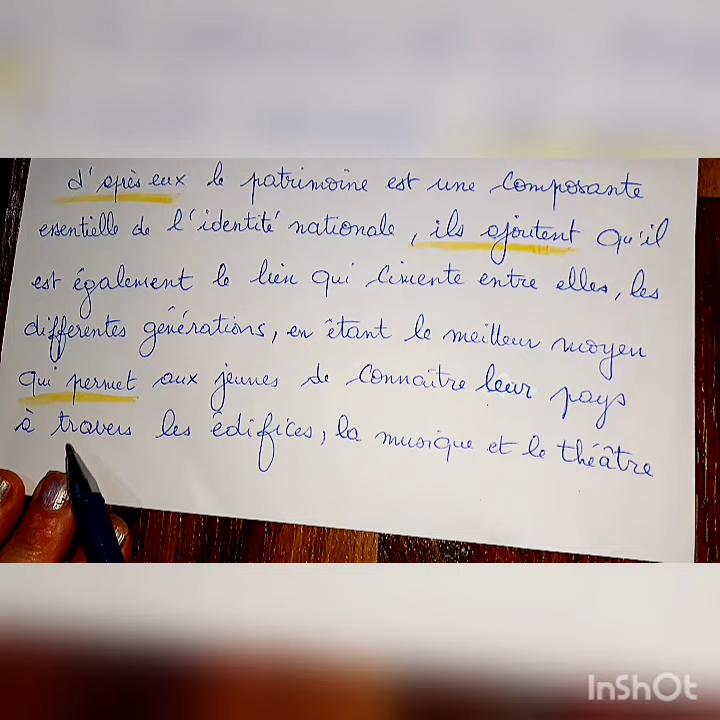 d'après eux le patrimoine est une composante
essentielle de l'identité nationale, ils ajoutent qu'il
est également le lien qui cimente entre elles, les
différentes générations, en étant le meilleur moyen
qui permet aux jeunes de connaître leur pays
à travers les édifices, la musique et le théâtre
InShOt